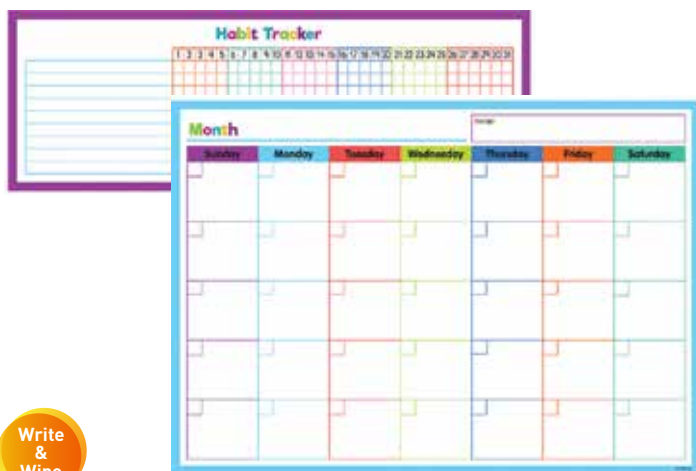 Habit Tracker
1 2 3 4 5 6 7 8 9 10 11 12 13 14 15 16 17 18 19 20 21 22 23 24 25 26 27 28 29 30 31
Month
Sunday Monday Tuesday Wednesday Thursday Friday Saturday
Write
&
Wipe